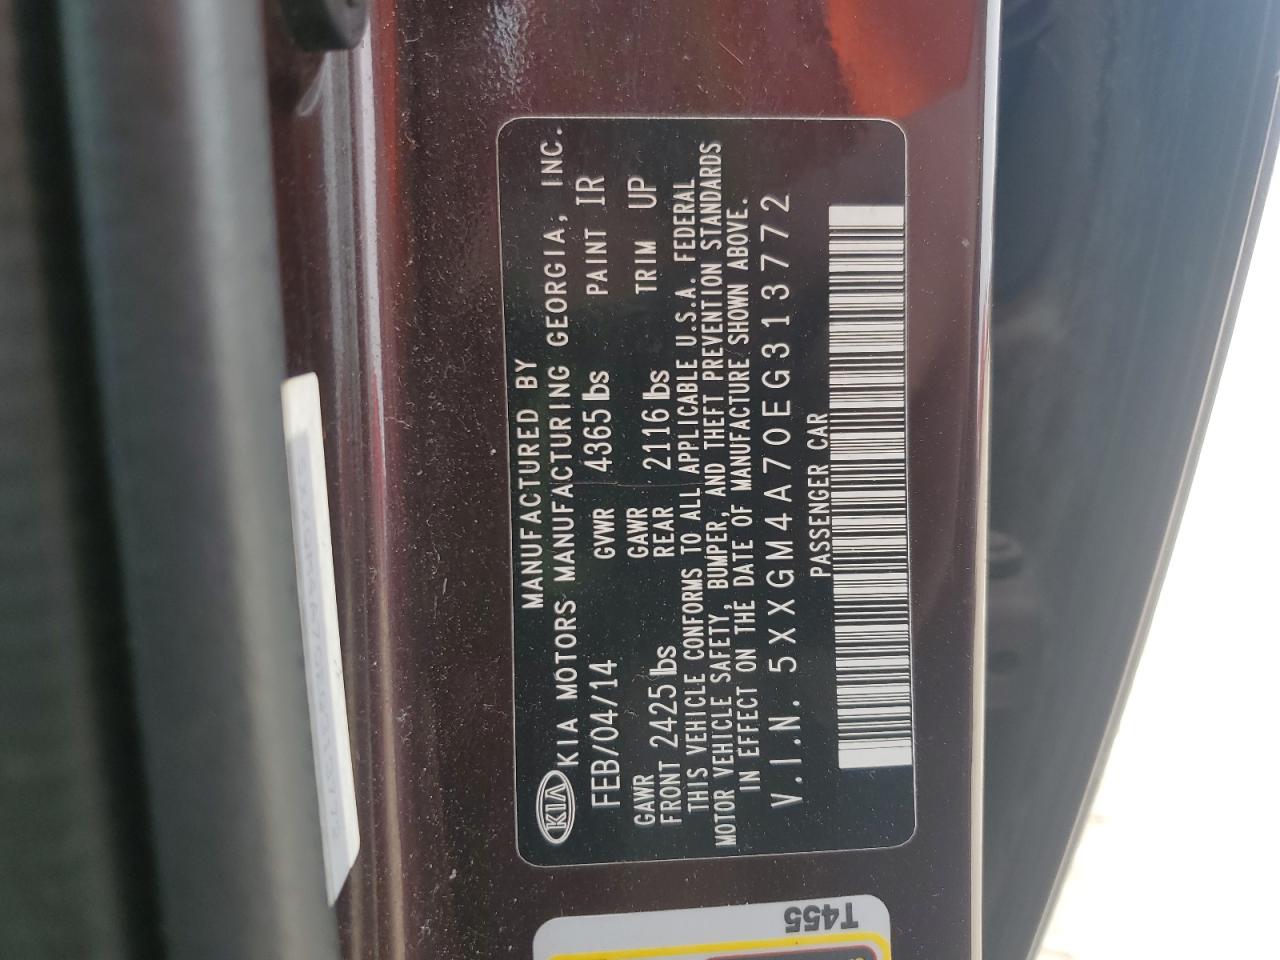 MANUFACTURED BY
KIA KIA MOTORS MANUFACTURING GEORGIA, INC.
FEB/04/14 GVWR 4365 lbs PAINT IR
GAWR FRONT 2425 lbs GAWR REAR 2116 lbs TRIM UP
THIS VEHICLE CONFORMS TO ALL APPLICABLE U.S.A. FEDERAL
MOTOR VEHICLE SAFETY, BUMPER, AND THEFT PREVENTION STANDARDS
IN EFFECT ON THE DATE OF MANUFACTURE SHOWN ABOVE.
V.I.N. 5XXGM4A70EG313772
PASSENGER CAR
T455